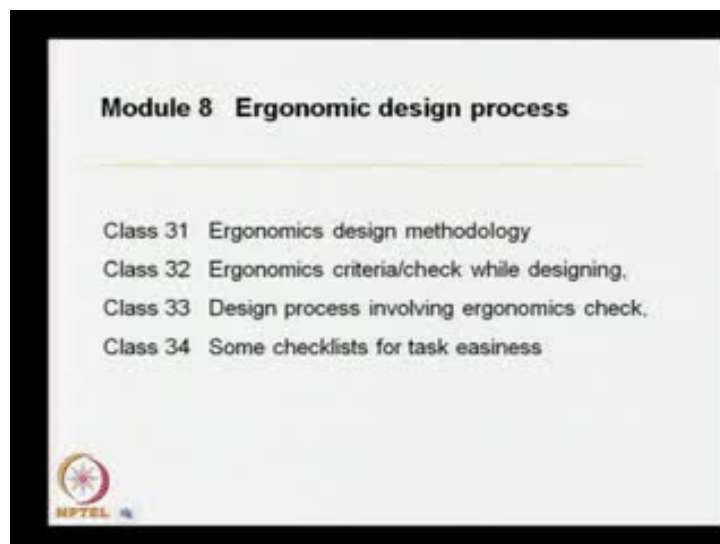 Module 8 Ergonomic design process
Class 31 Ergonomics design methodology
Class 32 Ergonomics criteria/check while designing,
Class 33 Design process involving ergonomics check,
Class 34 Some checklists for task easiness
NPTEL